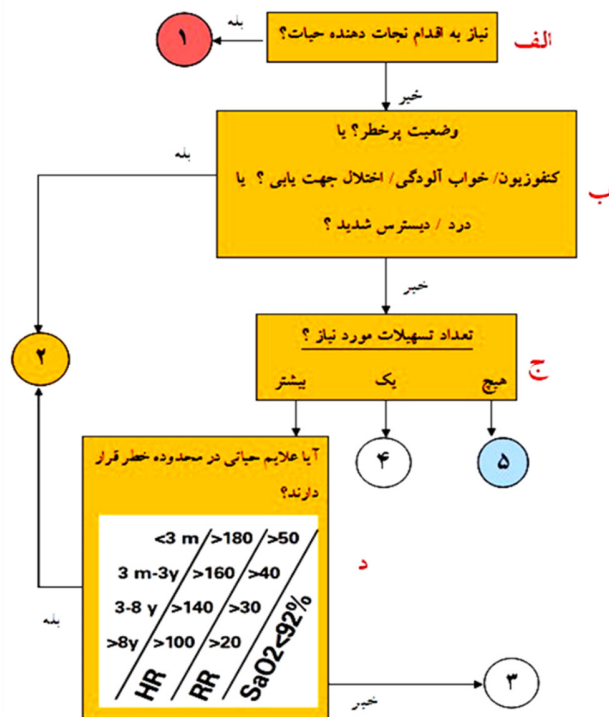 نیاز به اقدام نجات دهنده حیات؟
الف
بله
۱
خیر
وضعیت پرخطر؟ یا
کنفوزیون/ خواب آلودگی/ اختلال جهت یابی ؟ یا
درد / دیسترس شدید ؟
ب
بله
خیر
۲
تعداد تسهیلات مورد نیاز ؟
هیچ یک بیشتر
ج
۵
۴
آیا علایم حیاتی در محدوده خطر قرار
دارند؟
<3 m >180 >50
3 m-3y >160 >40
3-8 y >140 >30
>8y >100 >20
HR RR SaO2<92%
د
بله
خیر
۳